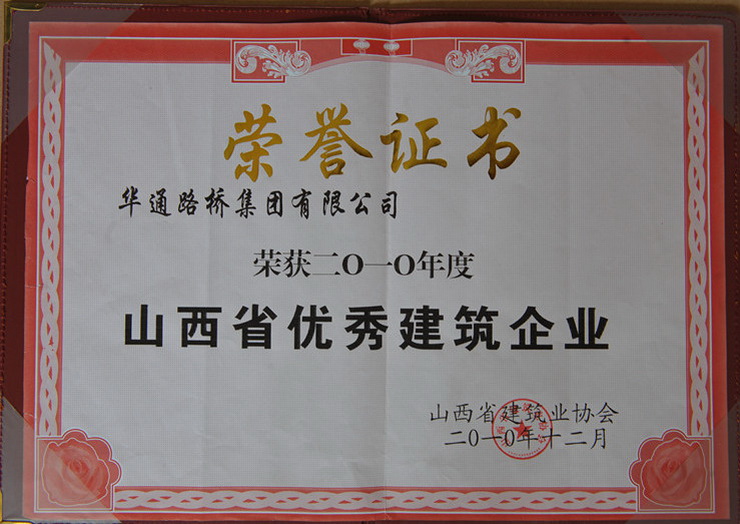 荣誉证书
华通路桥集团有限公司
荣获二O一O年度
山西省优秀建筑企业
山西省建筑业协会
二O一O年十二月